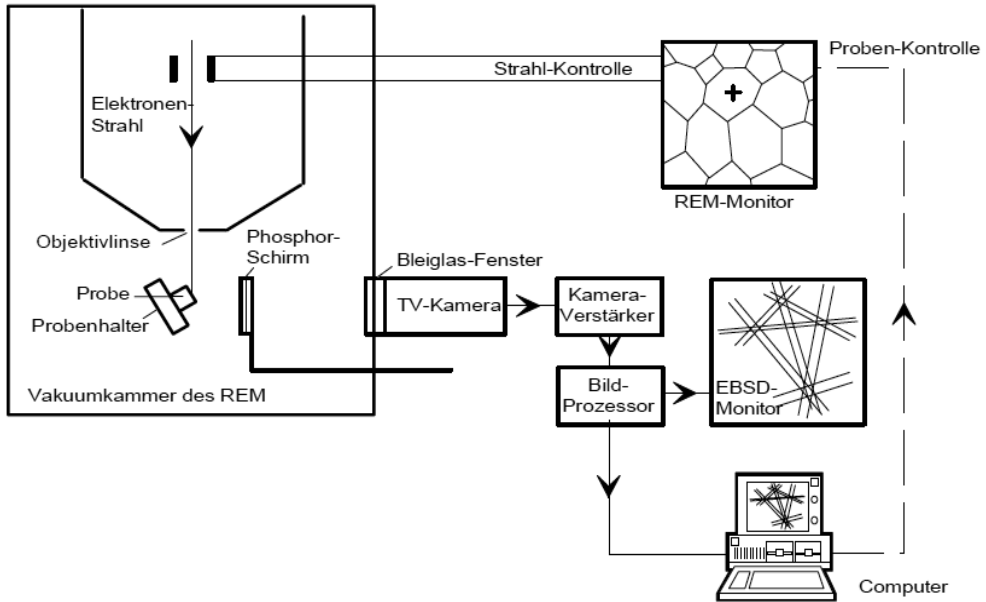 Proben-Kontrolle
Strahl-Kontrolle
Elektronen-
Strahl
REM-Monitor
Objektivlinse
Phosphor-
Schirm
Bleiglas-Fenster
Probe
Probenhalter
TV-Kamera
Kamera-
Verstärker
Vakuumkammer des REM
Bild-
Prozessor
EBSD-
Monitor
Computer